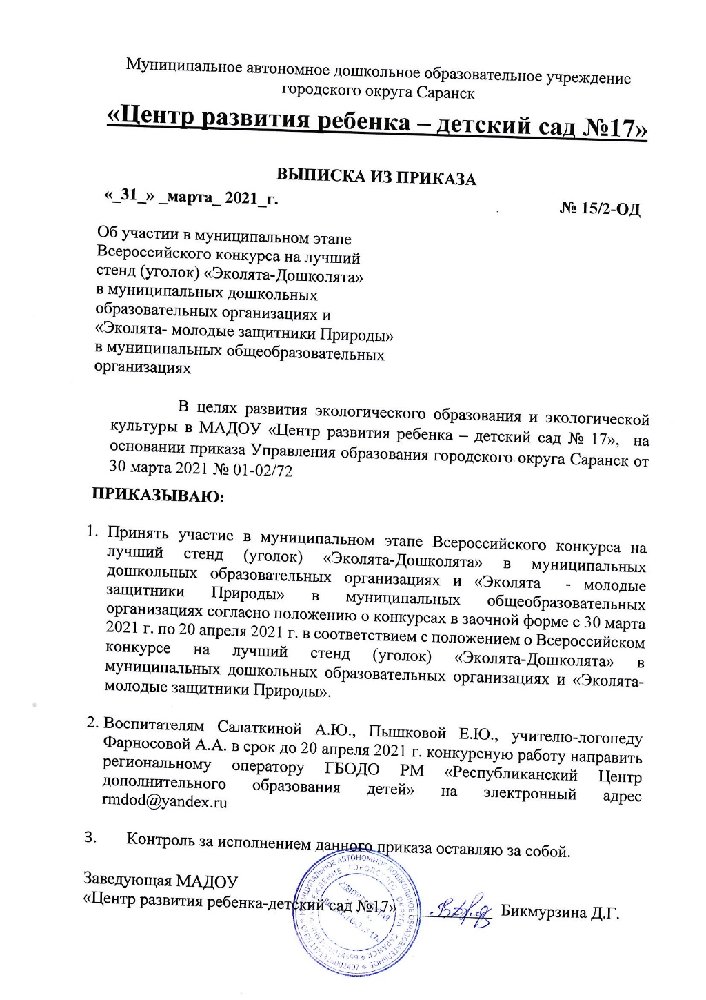 Муниципальное автономное дошкольное образовательное учреждение
городского округа Саранск
«Центр развития ребенка – детский сад №17»
ВЫПИСКА ИЗ ПРИКАЗА
«_31_» _марта_ 2021_г.
№ 15/2-ОД
Об участии в муниципальном этапе
Всероссийского конкурса на лучший
стенд (уголок) «Эколята-Дошколята»
в муниципальных дошкольных
образовательных организациях и
«Эколята- молодые защитники Природы»
в муниципальных общеобразовательных
организациях
В целях развития экологического образования и экологической
культуры в МАДОУ «Центр развития ребенка – детский сад № 17», на
основании приказа Управления образования городского округа Саранск от
30 марта 2021 № 01-02/72
ПРИКАЗЫВАЮ:
1. Принять участие в муниципальном этапе Всероссийского конкурса на
лучший стенд (уголок) «Эколята-Дошколята» в муниципальных
дошкольных образовательных организациях и «Эколята - молодые
защитники Природы» в муниципальных общеобразовательных
организациях согласно положению о конкурсах в заочной форме с 30 марта
2021 г. по 20 апреля 2021 г. в соответствием с положением о Всероссийском
конкурсе на лучший стенд (уголок) «Эколята-Дошколята» в
муниципальных дошкольных образовательных организациях и «Эколята-
молодые защитники Природы».
2. Воспитателям Салаткиной А.Ю., Пышковой Е.Ю., учителю-логопеду
Фарносовой А.А. в срок до 20 апреля 2021 г. конкурсную работу направить
региональному оператору ГБОДО РМ «Республиканский Центр
дополнительного образования детей» на электронный адрес
rmdod@yandex.ru
3. Контроль за исполнением данного приказа оставляю за собой.
Заведующая МАДОУ
«Центр развития ребенка-детский сад №17» __________ Бикмурзина Д.Г.
МУНИЦИПАЛЬНОЕ АВТОНОМНОЕ ДОШКОЛЬНОЕ ОБРАЗОВАТЕЛЬНОЕ
ГОРОДСКОГО ОКРУГА САРАНСК